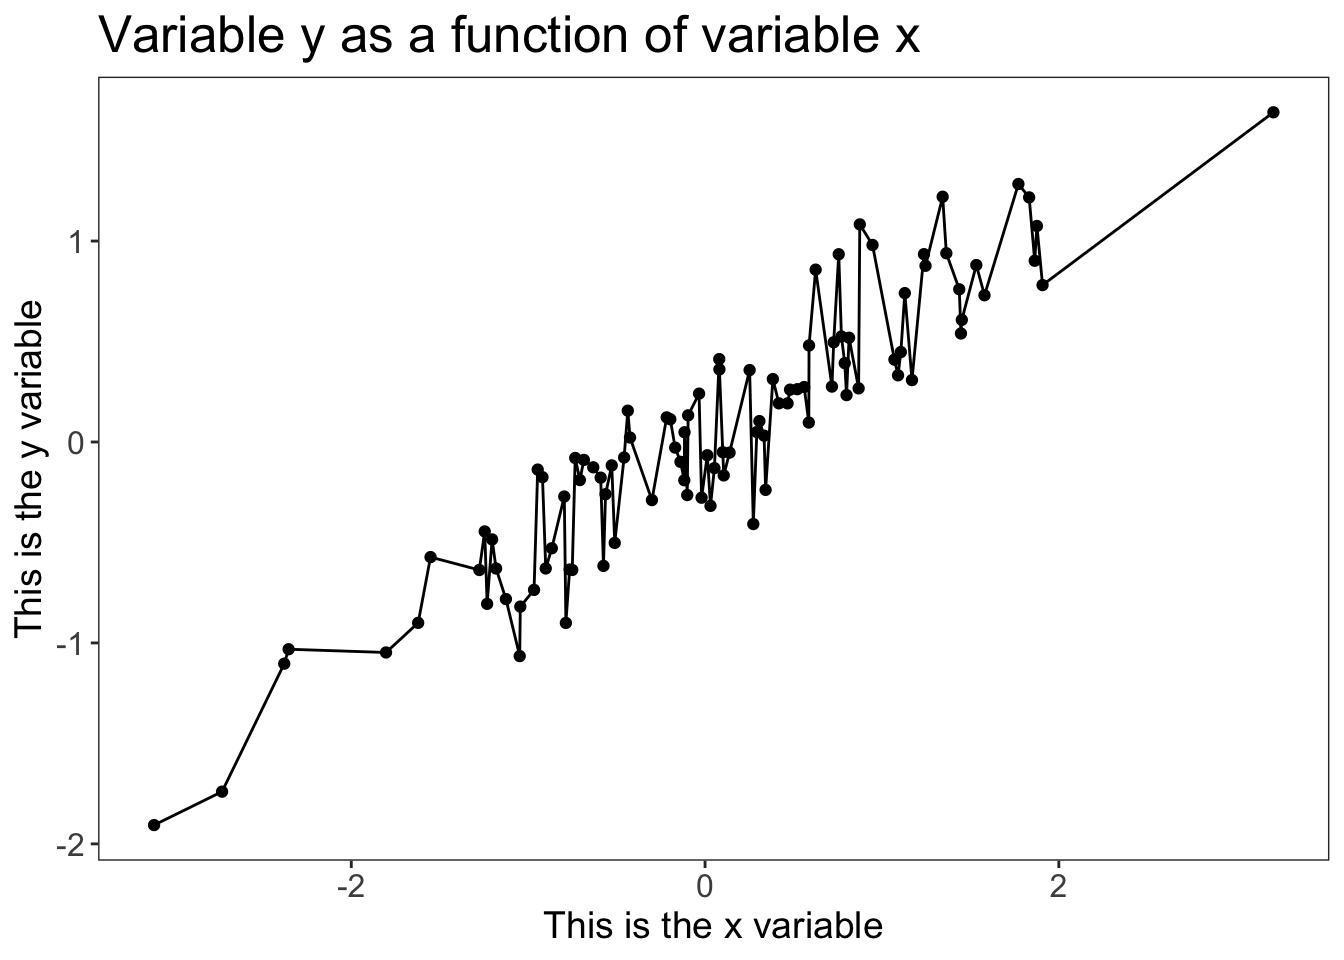 Variable y as a function of variable x
This is the y variable
1
0
-1
-2
-2 0 2
This is the x variable